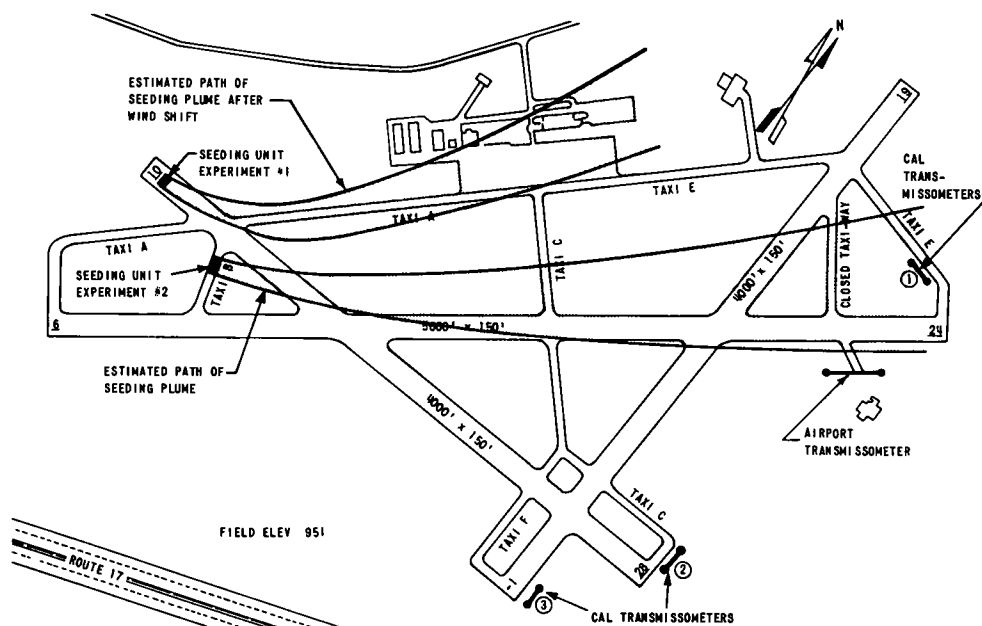 N
ESTIMATED PATH OF
SEEDING PLUME AFTER
WIND SHIFT
19
SEEDING UNIT
EXPERIMENT #1
10
CAL
TRANS-
MISSOMETERS
TAXI E
TAXI A
TAXI E
TAXI A
TAXI C
CLOSED TAXI-WAY
4000' x 150'
SEEDING UNIT
EXPERIMENT #2
TAXI B
1
6
5000' x 150'
24
ESTIMATED PATH OF
SEEDING PLUME
4000' x 150'
AIRPORT
TRANSMISSOMETER
TAXI C
TAXI F
FIELD ELEV 951
ROUTE 17
28
2
1
3
CAL TRANSMISSOMETERS